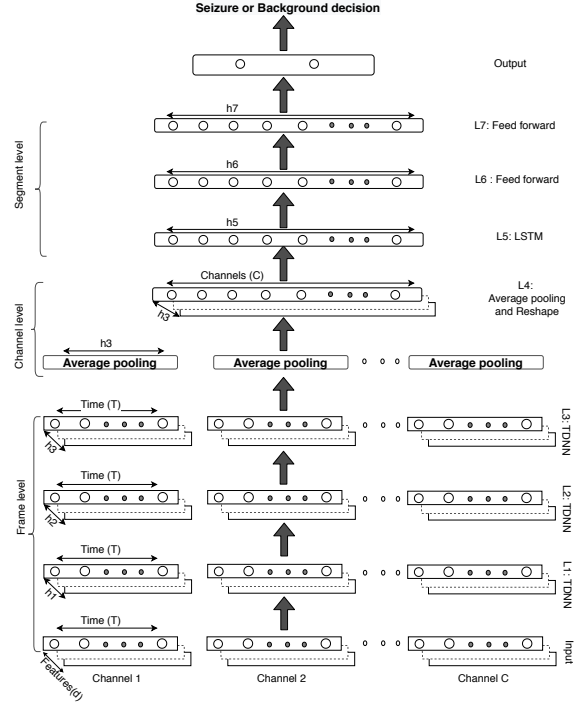 Seizure or Background decision
Output
h7
L7: Feed forward
h6
L6 : Feed forward
h5
L5: LSTM
Segment level
Channels (C)
h3
L4:
Average pooling
and Reshape
Channel level
h3
Average pooling
Average pooling
Average pooling
Time (T)
h3
L3: TDNN
Time (T)
h2
L2: TDNN
Frame level
Time (T)
h1
L1: TDNN
Time (T)
Features(d)
Input
Channel 1
Channel 2
Channel C